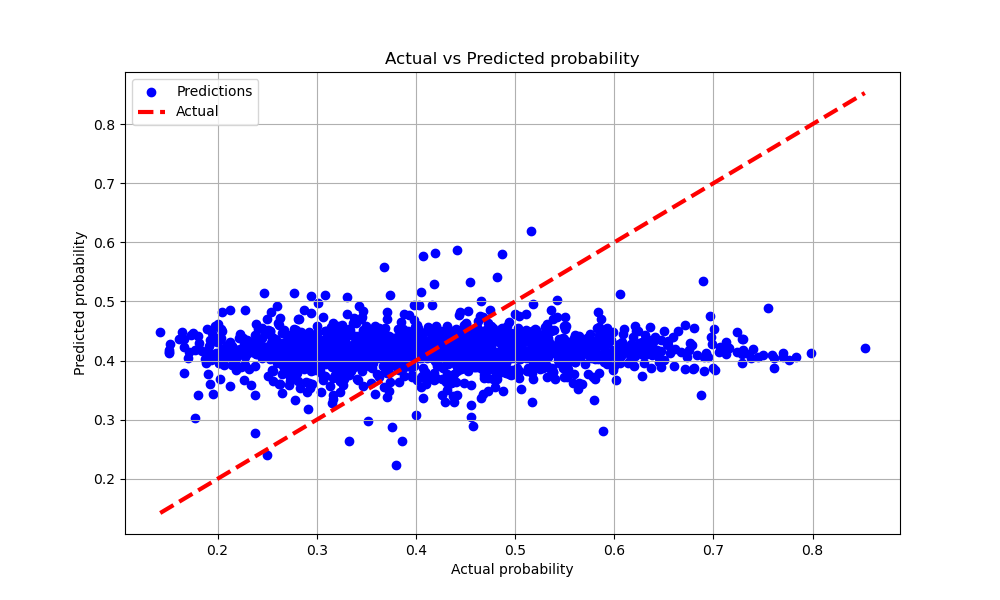 Actual vs Predicted probability
Predictions
Actual
0.8
0.7
0.6
0.5
0.4
0.3
0.2
Predicted probability
0.2 0.3 0.4 0.5 0.6 0.7 0.8
Actual probability